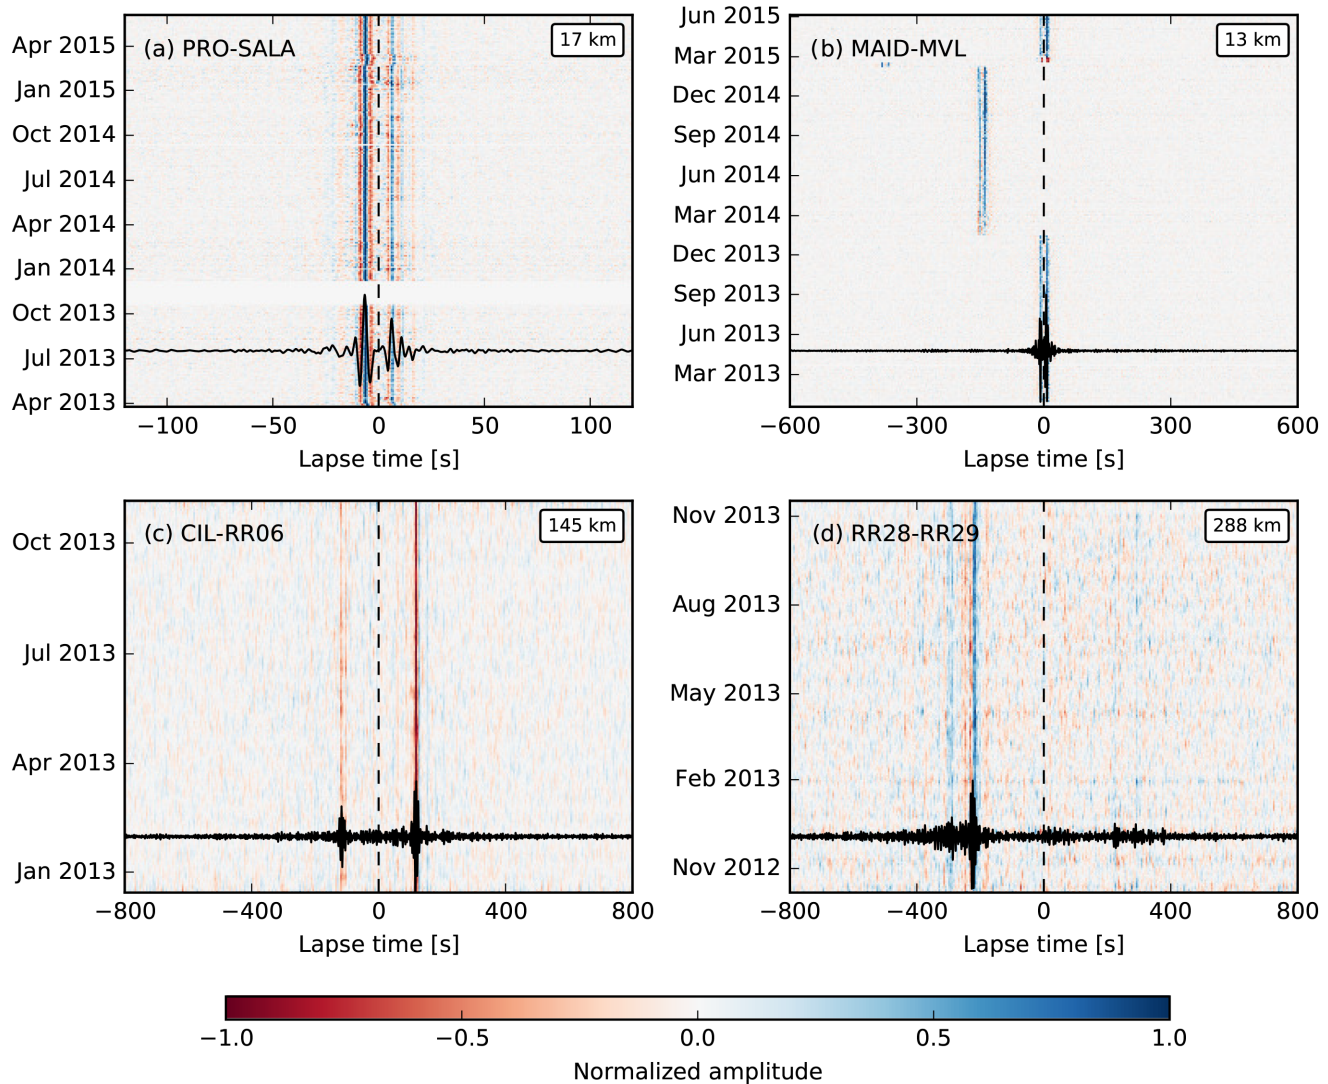 (a) PRO-SALA
17 km
Apr 2015
Jan 2015
Oct 2014
Jul 2014
Apr 2014
Jan 2014
Oct 2013
Jul 2013
Apr 2013
−100 −50 0 50 100
Lapse time [s]
(b) MAID-MVL
13 km
Jun 2015
Mar 2015
Dec 2014
Sep 2014
Jun 2014
Mar 2014
Dec 2013
Sep 2013
Jun 2013
Mar 2013
−600 −300 0 300 600
Lapse time [s]
(c) CIL-RR06
145 km
Oct 2013
Jul 2013
Apr 2013
Jan 2013
−800 −400 0 400 800
Lapse time [s]
(d) RR28-RR29
288 km
Nov 2013
Aug 2013
May 2013
Feb 2013
Nov 2012
−800 −400 0 400 800
Lapse time [s]
−1.0 −0.5 0.0 0.5 1.0
Normalized amplitude